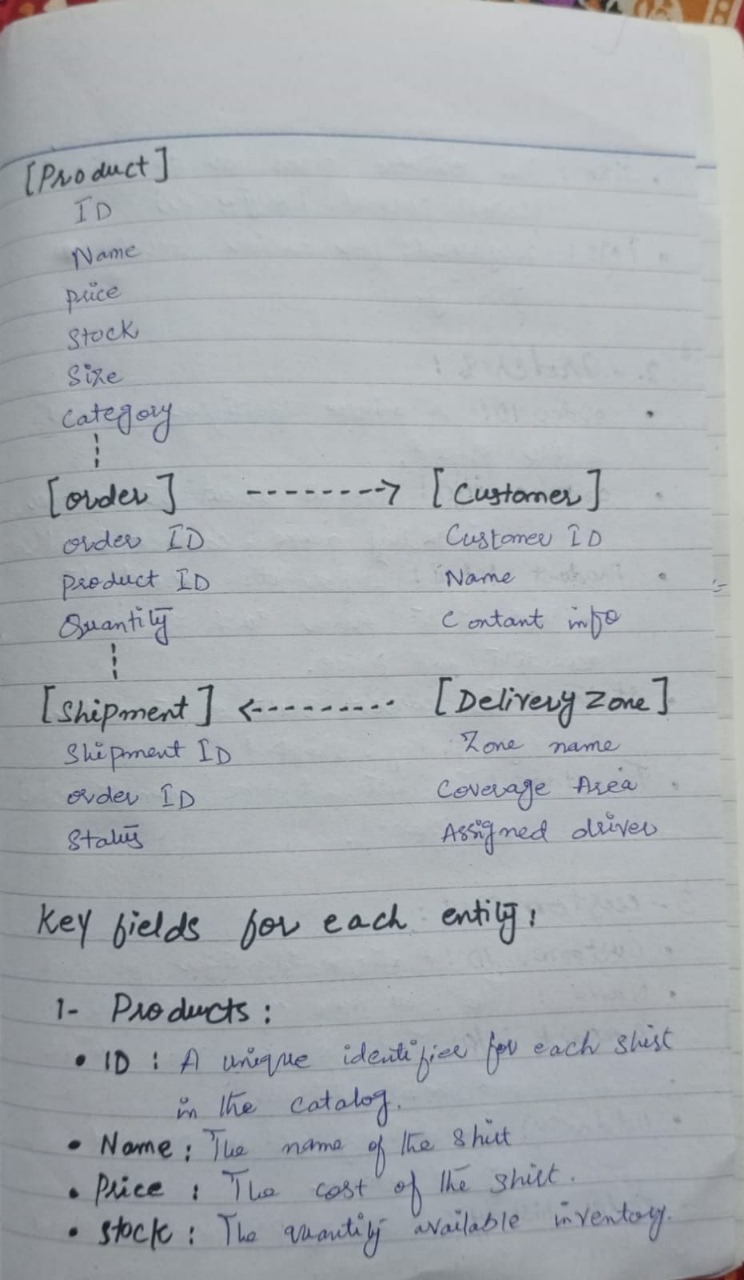 [Product]
ID
Name
price
Stock
Size
Category
[order] --------> [Customer]
order ID Customer ID
Product ID Name
Quantity Contant info
[Shipment] <--------- [Delivery Zone]
Shipment ID Zone name
order ID Coverage Area
Status Assigned driver
Key fields for each entity:
1- Products:
• ID : A unique identifier for each shirt
in the catalog.
• Name : The name of the shirt
• Price : The cost of the shirt.
• Stock : The quantity available inventory.